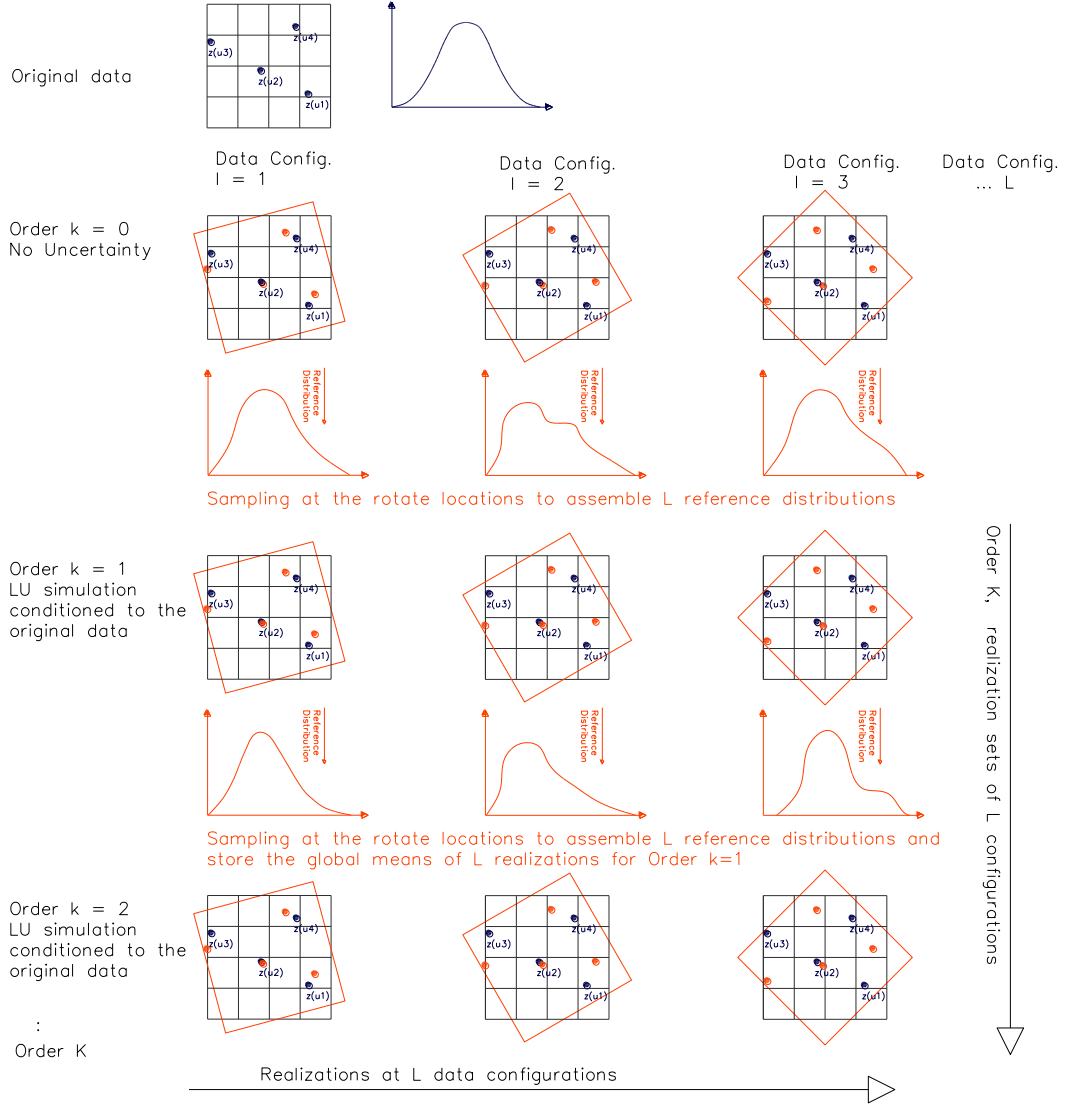 Original data
z(u3)
z(u4)
z(u2)
z(u1)
Data Config.
l = 1
Data Config.
l = 2
Data Config.
l = 3
Data Config.
... L
Order k = 0
No Uncertainty
z(u3)
z(u4)
z(u2)
z(u1)
z(u3)
z(u4)
z(u2)
z(u1)
z(u3)
z(u4)
z(u2)
z(u1)
Reference
Distribution
Reference
Distribution
Reference
Distribution
Sampling at the rotate locations to assemble L reference distributions
Order k = 1
LU simulation
conditioned to the
original data
z(u3)
z(u4)
z(u2)
z(u1)
z(u3)
z(u4)
z(u2)
z(u1)
z(u3)
z(u4)
z(u2)
z(u1)
Reference
Distribution
Reference
Distribution
Reference
Distribution
Sampling at the rotate locations to assemble L reference distributions and
store the global means of L realizations for Order k=1
Order k = 2
LU simulation
conditioned to the
original data
z(u3)
z(u4)
z(u2)
z(u1)
z(u3)
z(u4)
z(u2)
z(u1)
z(u3)
z(u4)
z(u2)
z(u1)
:
Order K
Realizations at L data configurations
Order K, realization sets of L configurations